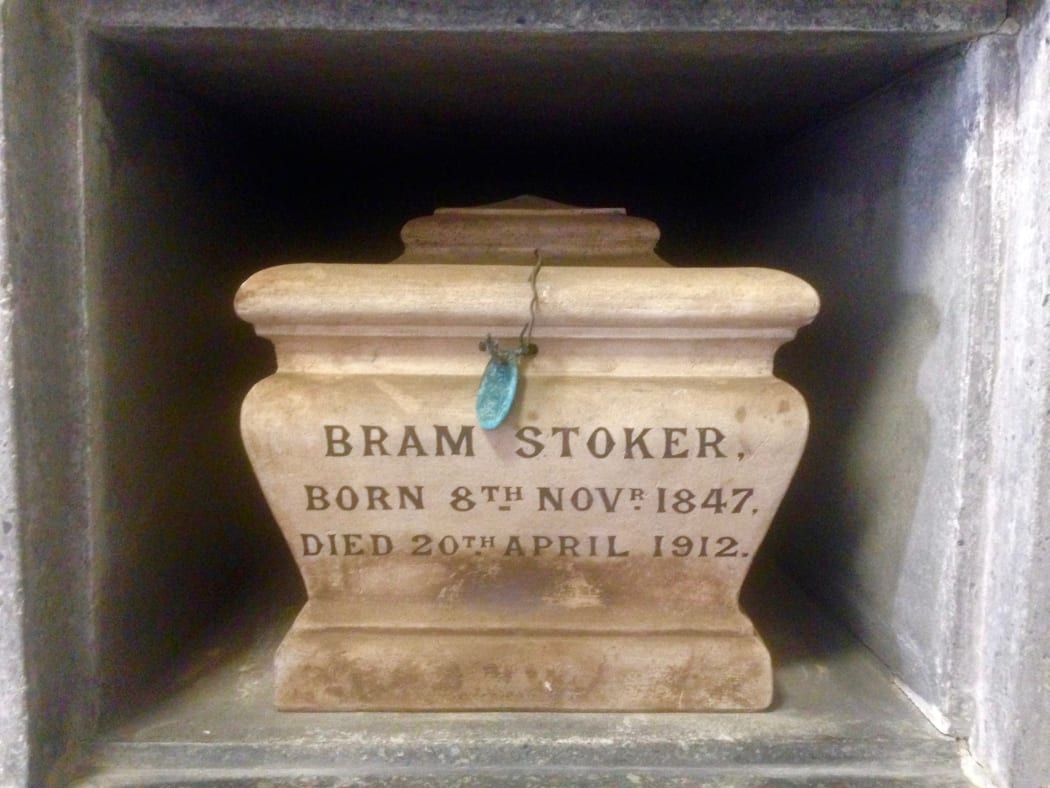 BRAM STOKER,
BORN 8TH NOVR. 1847,
DIED 20TH APRIL 1912.